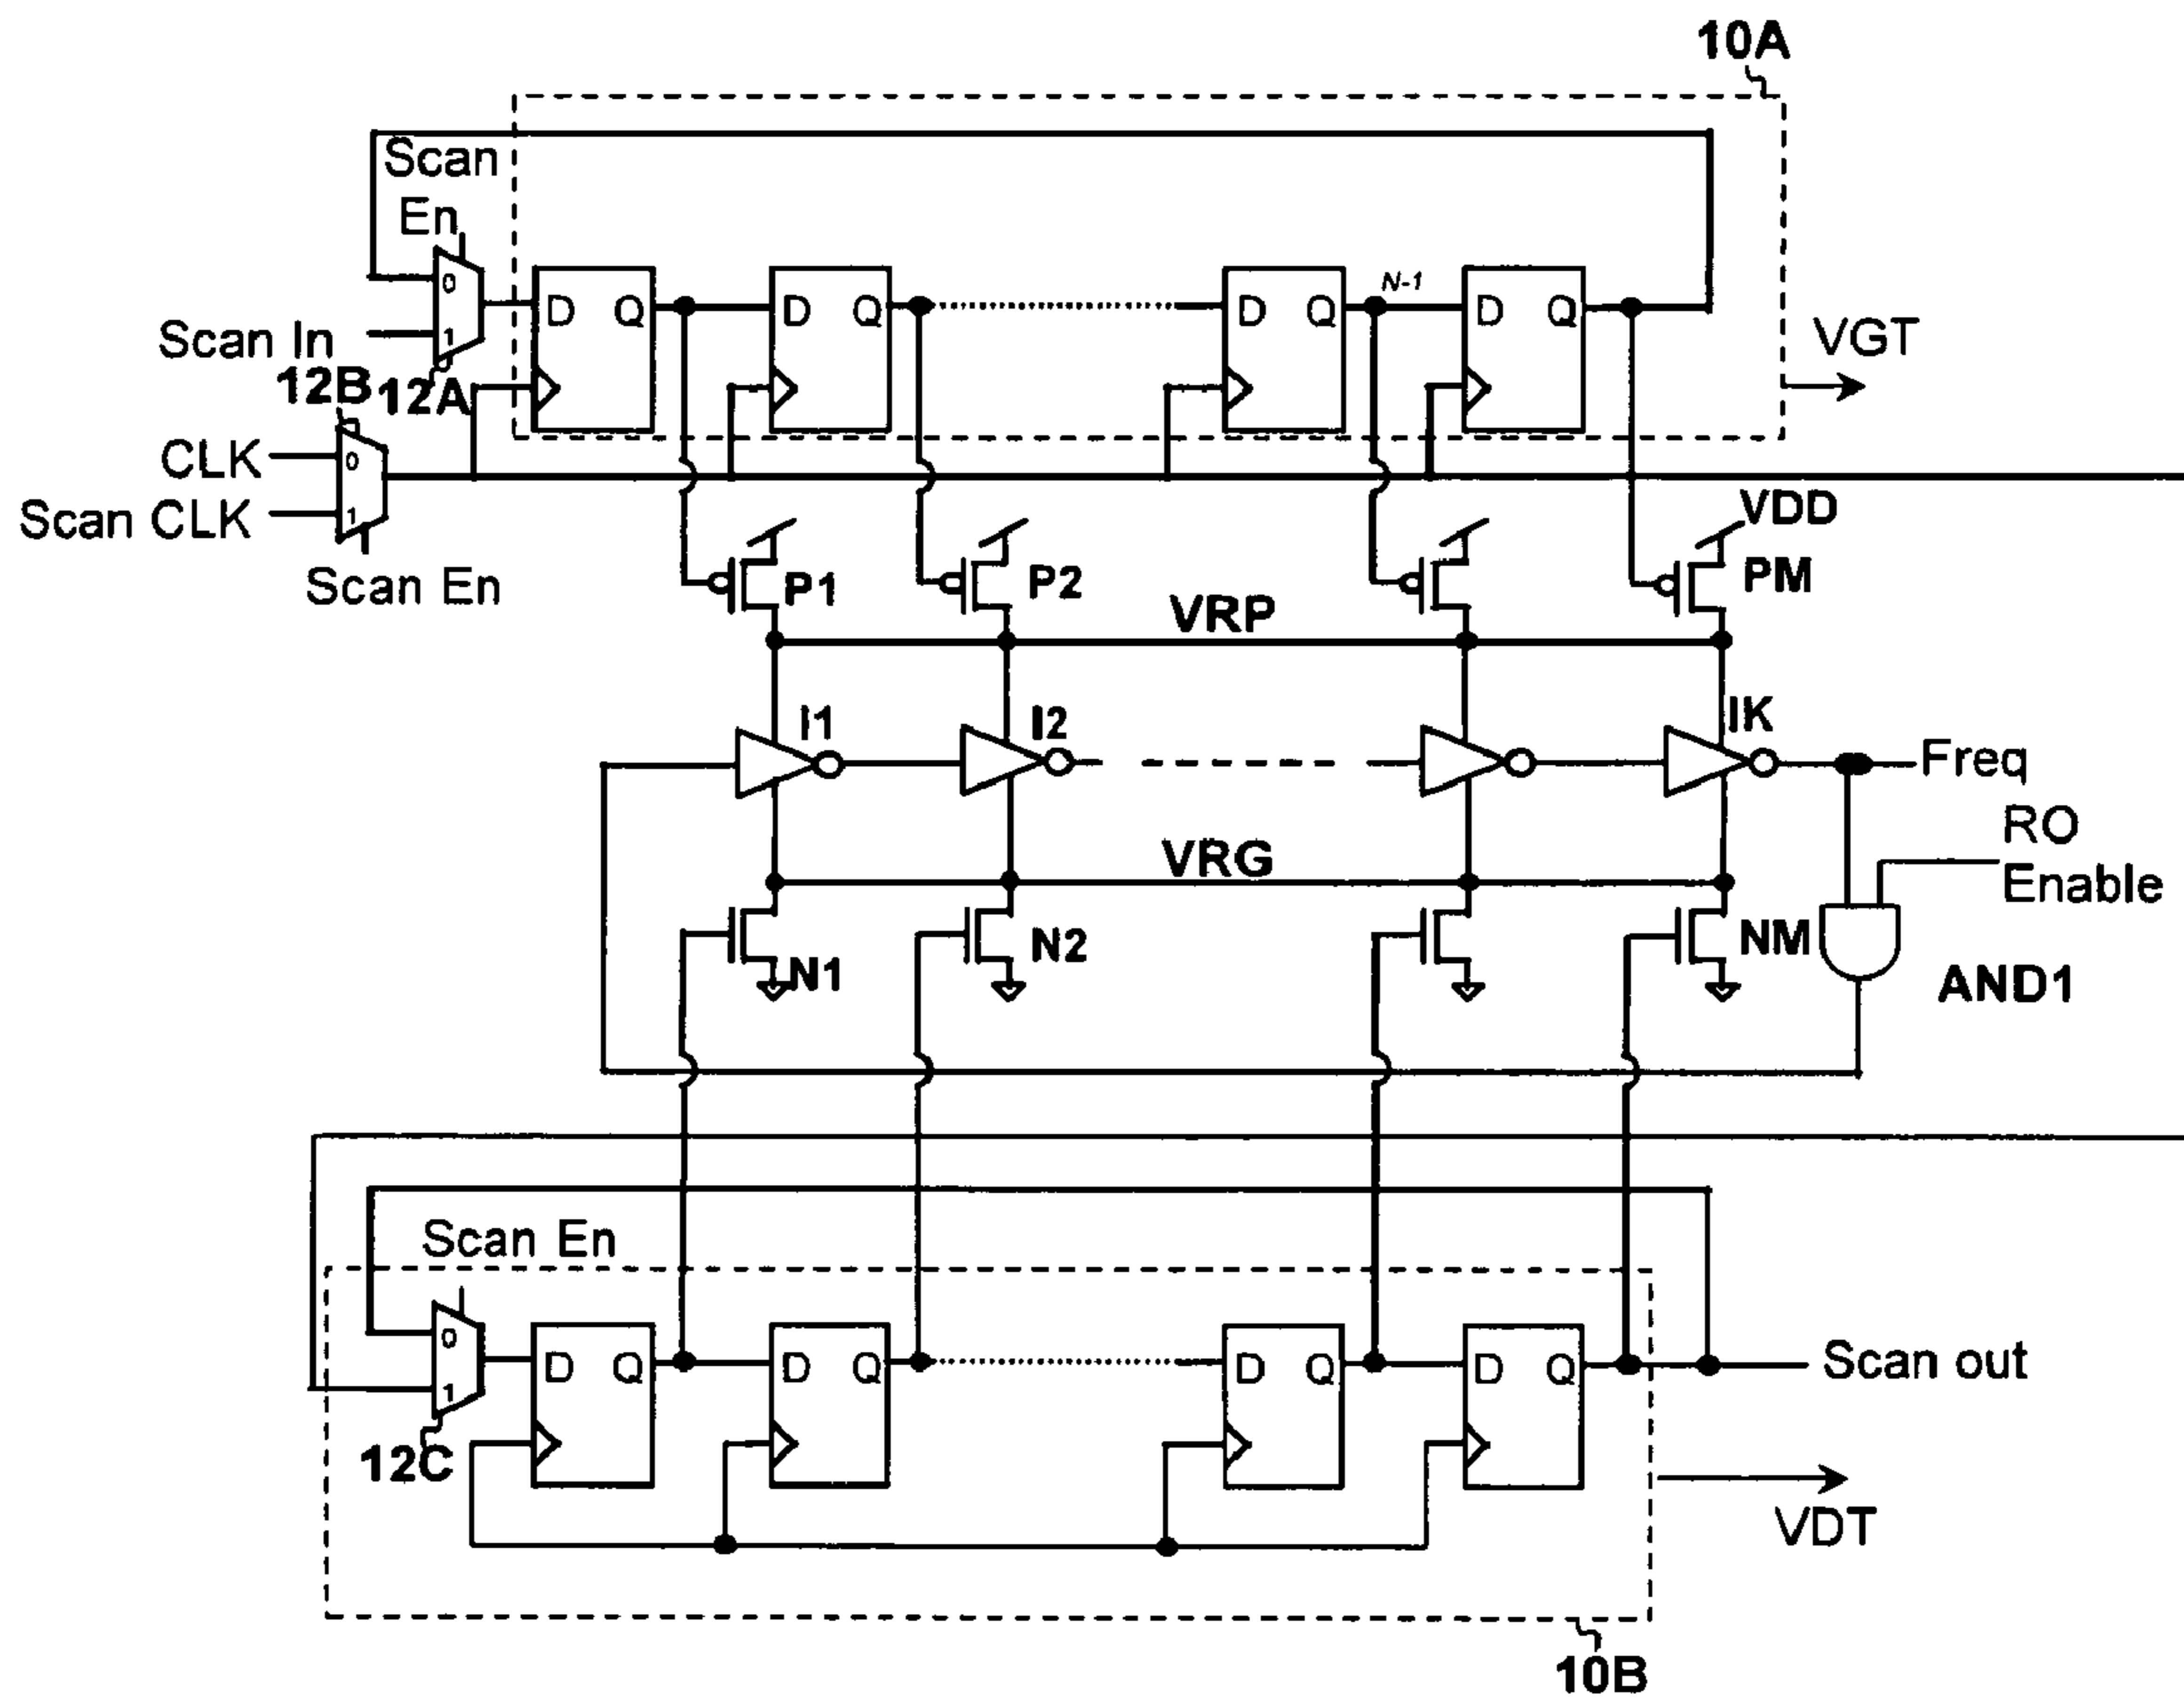 10A
Scan
En
0
1
Scan In
12B
12A
D Q
D Q
D Q
N-1
D Q
VGT
CLK
0
Scan CLK
1
Scan En
VDD
P1
P2
PM
VRP
I1
I2
IK
Freq
RO
Enable
VRG
N1
N2
NM
AND1
Scan En
0
1
D Q
D Q
D Q
D Q
Scan out
12C
VDT
10B